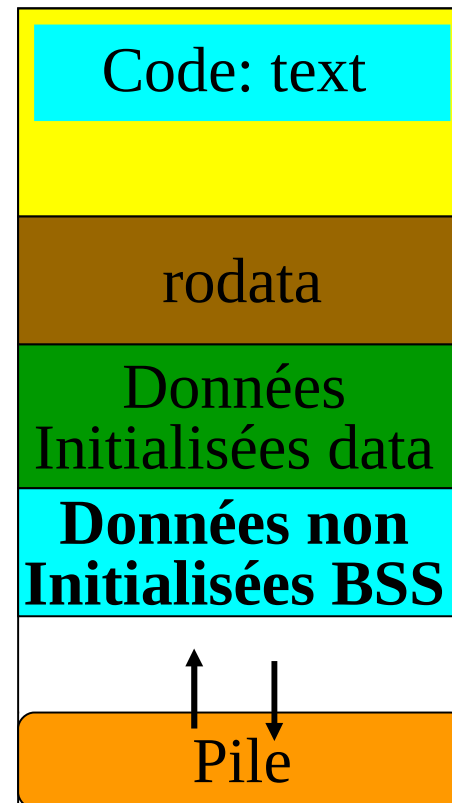 Code: text
rodata
Données
Initialisées data
Données non
Initialisées BSS
Pile